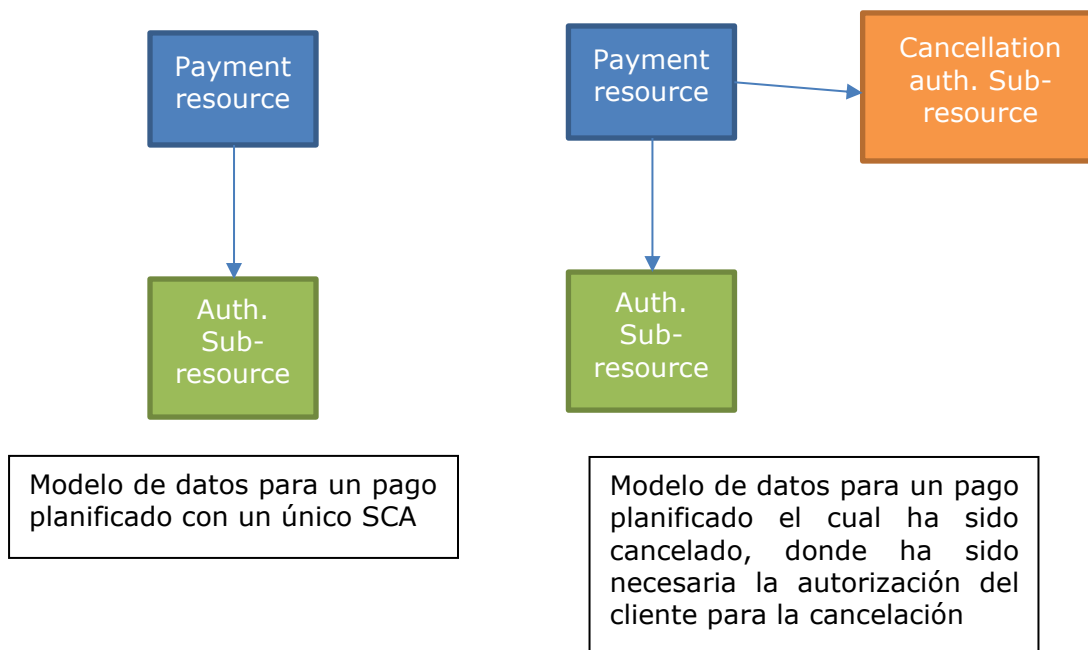 Payment
resource
Auth.
Sub-
resource
Modelo de datos para un pago
planificado con un único SCA
Payment
resource
Cancellation
auth. Sub-
resource
Auth.
Sub-
resource
Modelo de datos para un pago
planificado el cual ha sido
cancelado, donde ha sido
necesaria la autorización del
cliente para la cancelación